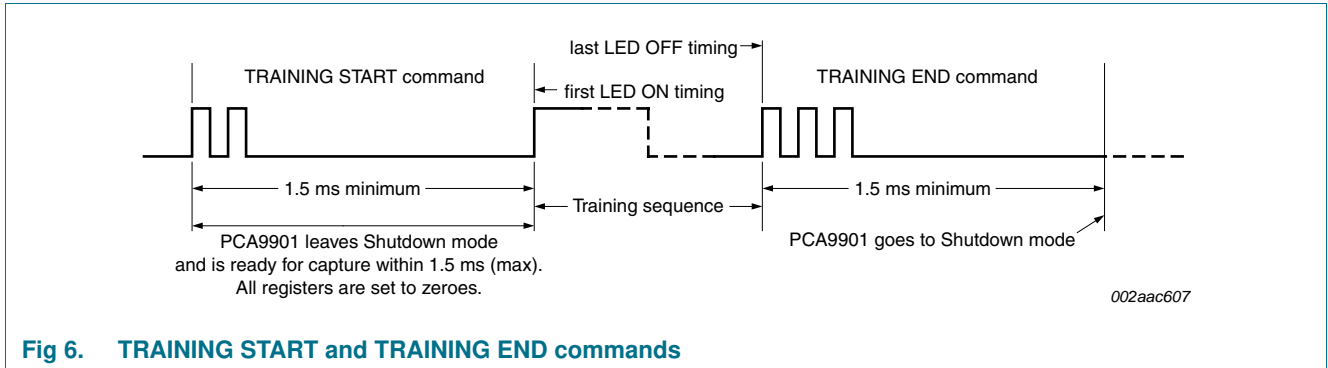 last LED OFF timing
TRAINING START command
TRAINING END command
first LED ON timing
1.5 ms minimum
1.5 ms minimum
Training sequence
PCA9901 leaves Shutdown mode
and is ready for capture within 1.5 ms (max).
All registers are set to zeroes.
PCA9901 goes to Shutdown mode
002aac607
Fig 6. TRAINING START and TRAINING END commands